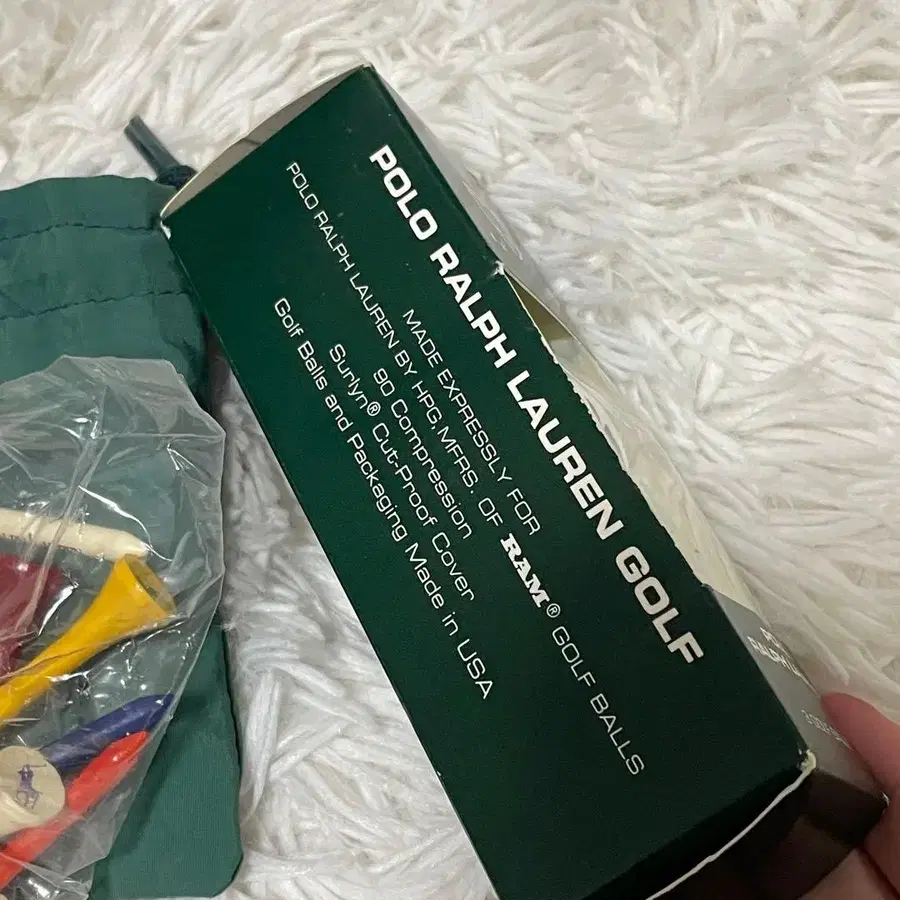 POLO RALPH LAUREN GOLF
MADE EXPRESSLY FOR
POLO RALPH LAUREN BY HPG, MFRS. OF RAM® GOLF BALLS
90 Compression
Surlyn® Cut-Proof Cover
Golf Balls and Packaging Made in USA